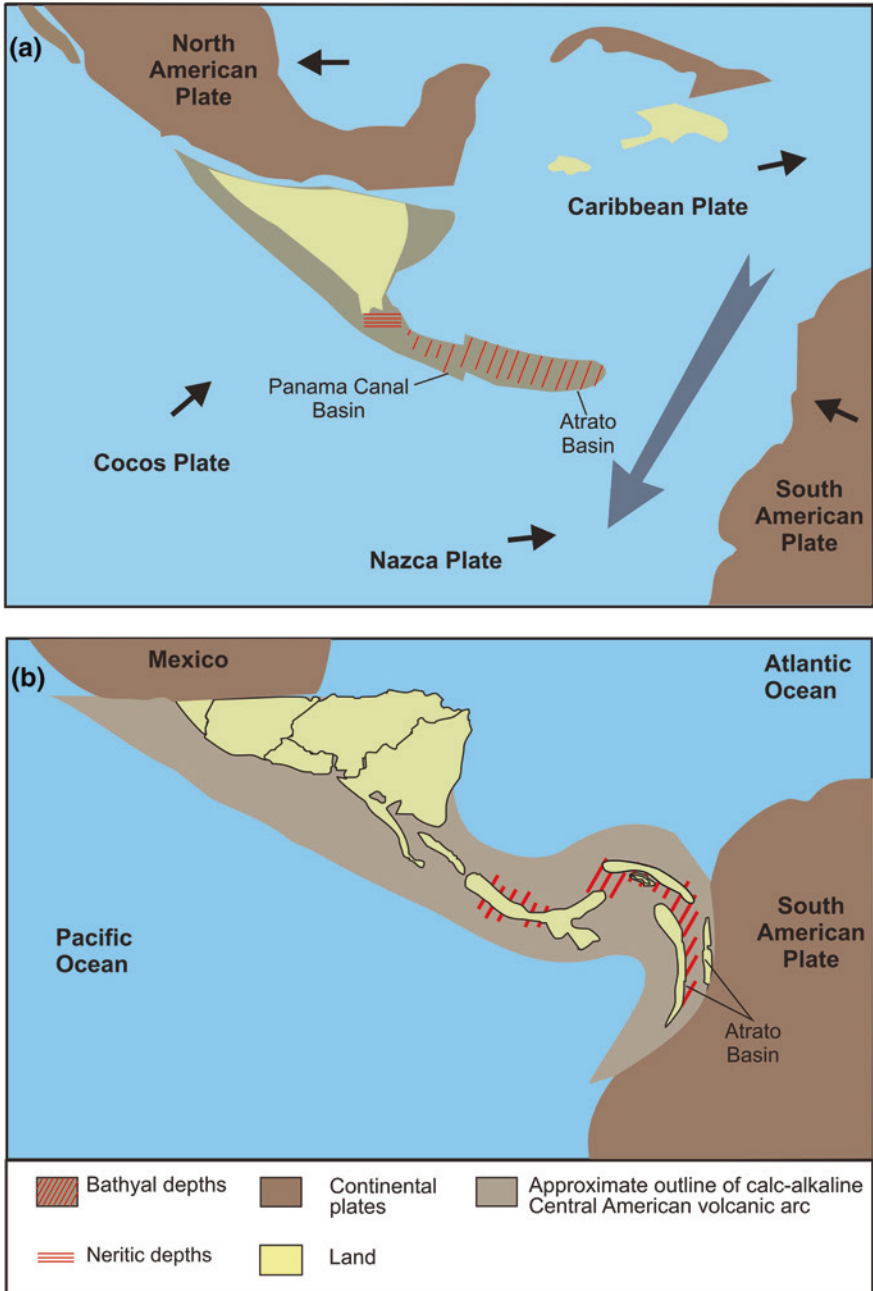 (a)
North
American
Plate
Caribbean Plate
Panama Canal
Basin
Atrato
Basin
Cocos Plate
Nazca Plate
South
American
Plate
(b)
Mexico
Atlantic
Ocean
Pacific
Ocean
South
American
Plate
Atrato
Basin
Bathyal depths
Continental
plates
Approximate outline of calc-alkaline
Central American volcanic arc
Neritic depths
Land